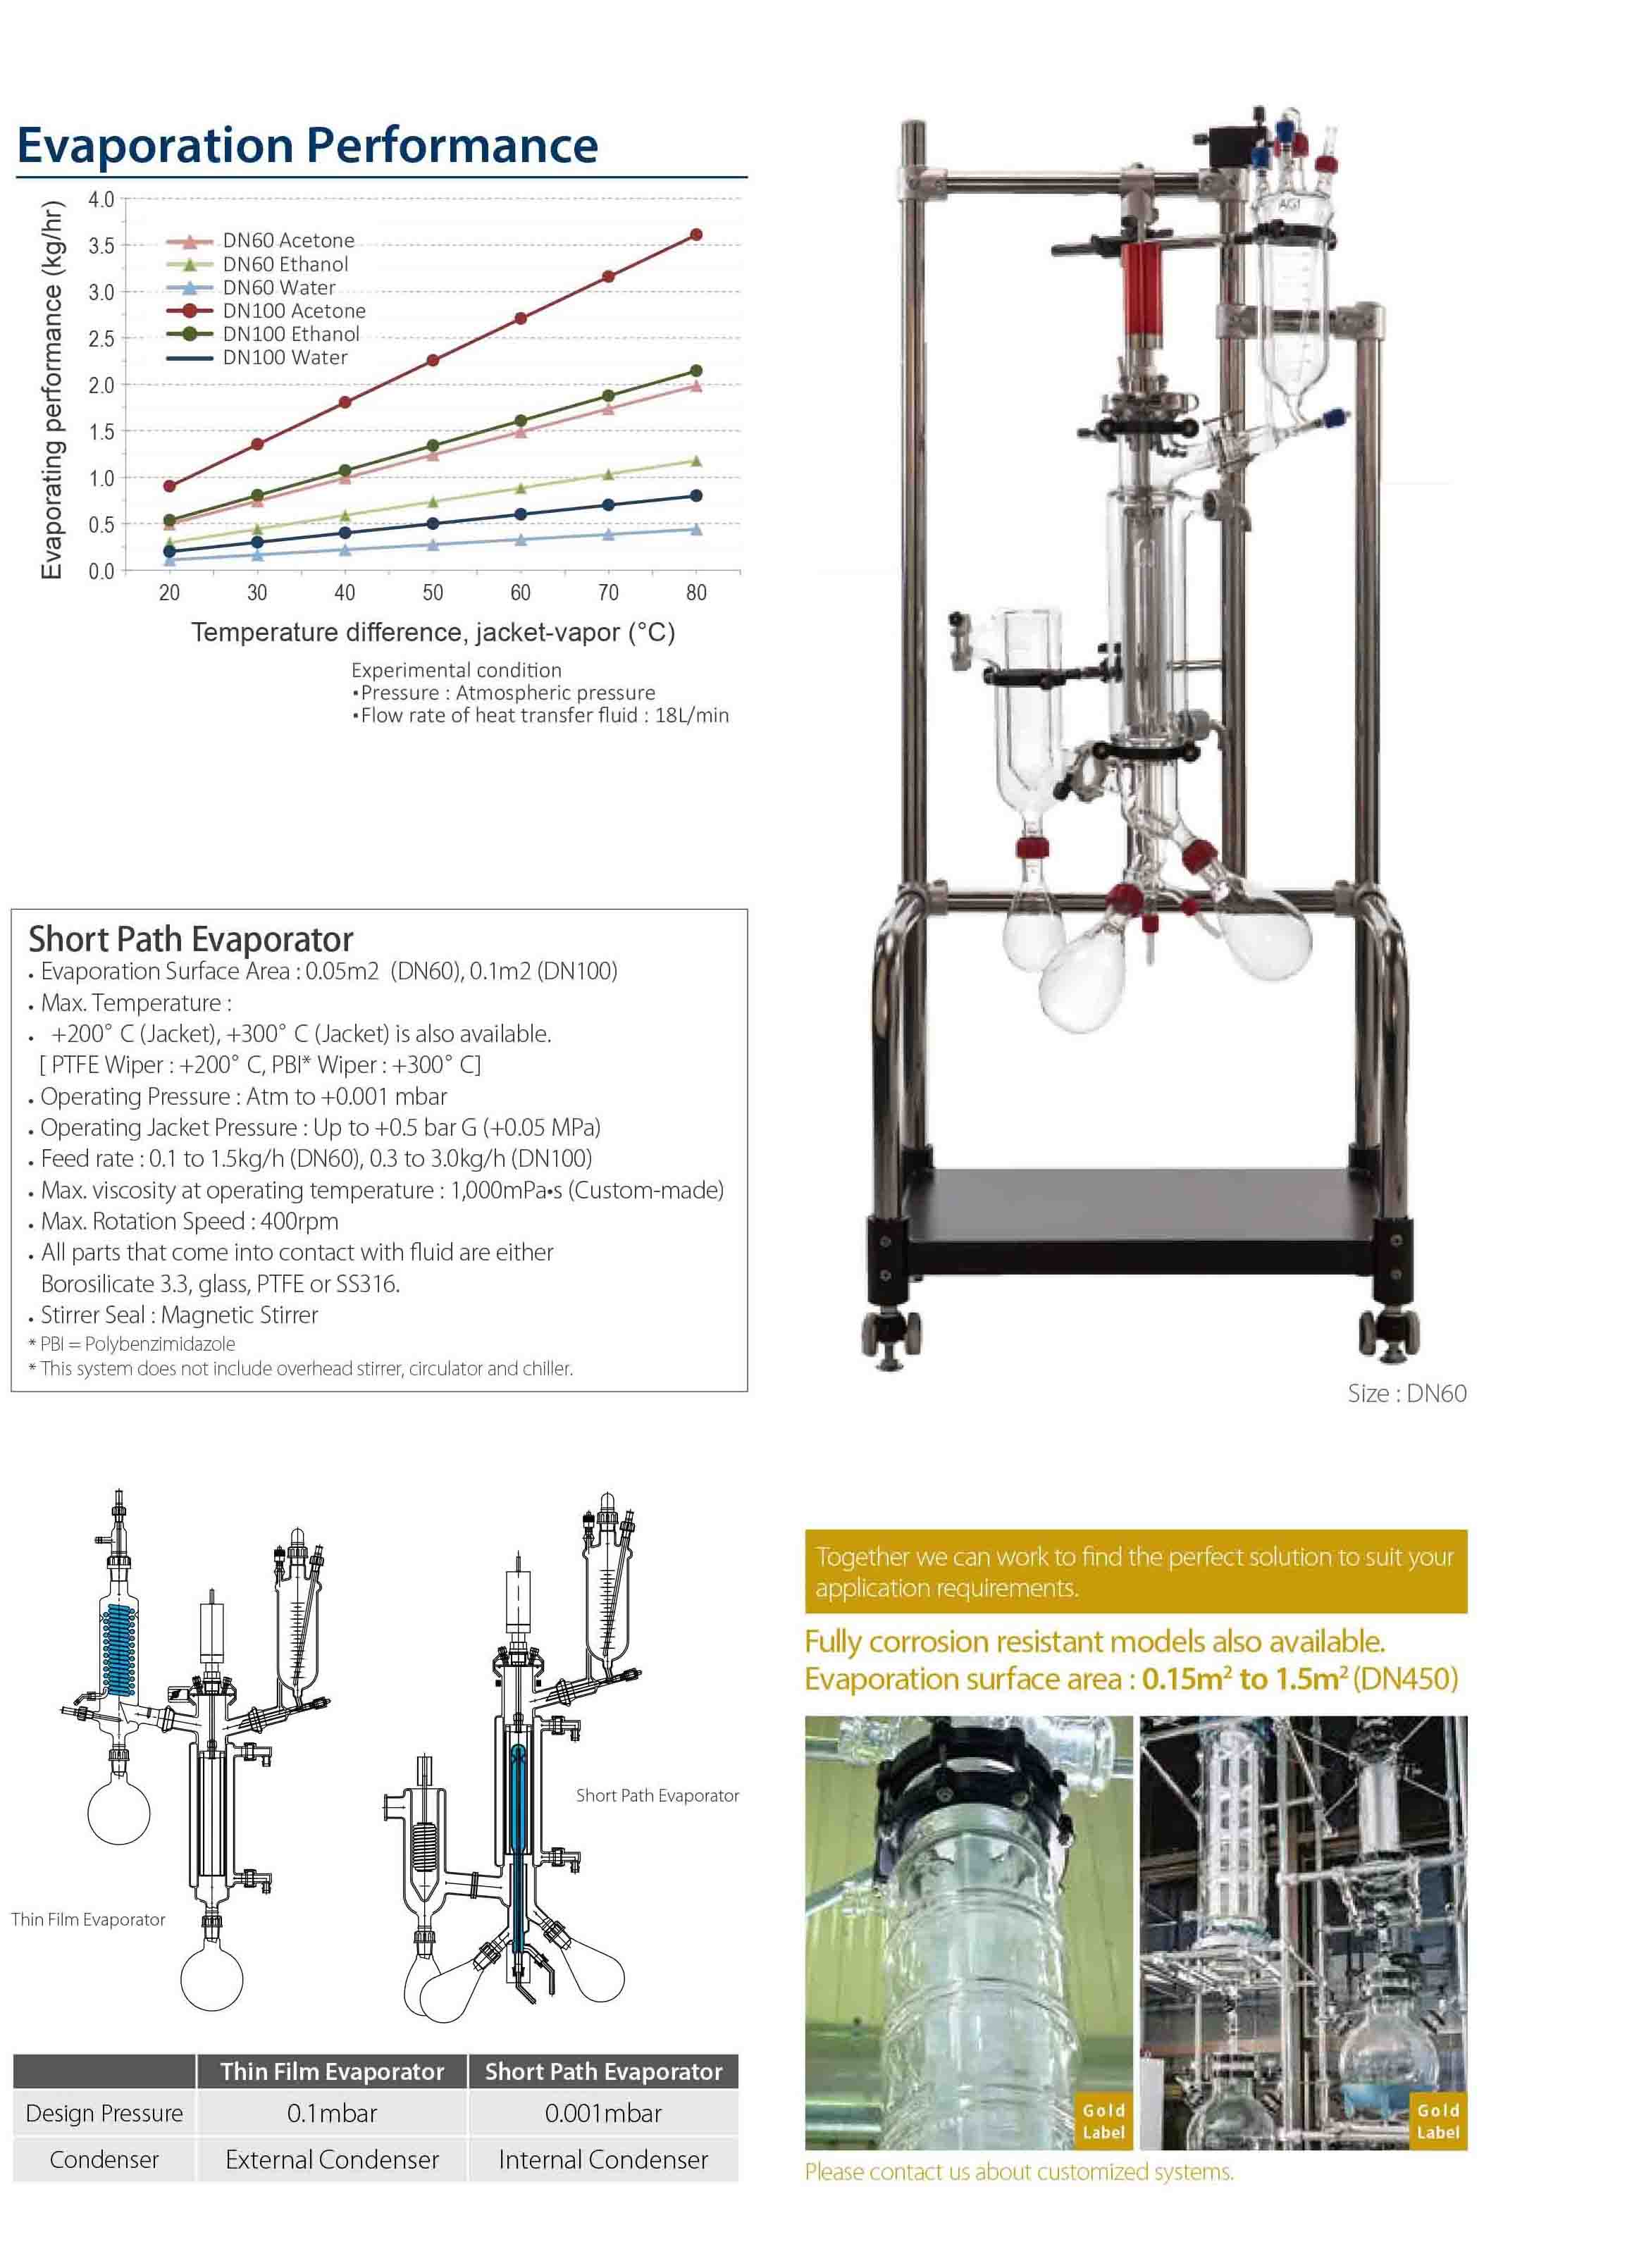 Evaporation Performance
Evaporating performance (kg/hr)
4.0
3.5
3.0
2.5
2.0
1.5
1.0
0.5
0.0
DN60 Acetone
DN60 Ethanol
DN60 Water
DN100 Acetone
DN100 Ethanol
DN100 Water
20 30 40 50 60 70 80
Temperature difference, jacket-vapor (°C)
Experimental condition
•Pressure : Atmospheric pressure
•Flow rate of heat transfer fluid : 18L/min
AGI
Short Path Evaporator
• Evaporation Surface Area : 0.05m2 (DN60), 0.1m2 (DN100)
• Max. Temperature :
• +200° C (Jacket), +300° C (Jacket) is also available.
[ PTFE Wiper : +200° C, PBI* Wiper : +300° C]
• Operating Pressure : Atm to +0.001 mbar
• Operating Jacket Pressure : Up to +0.5 bar G (+0.05 MPa)
• Feed rate : 0.1 to 1.5kg/h (DN60), 0.3 to 3.0kg/h (DN100)
• Max. viscosity at operating temperature : 1,000mPa•s (Custom-made)
• Max. Rotation Speed : 400rpm
• All parts that come into contact with fluid are either
Borosilicate 3.3, glass, PTFE or SS316.
• Stirrer Seal : Magnetic Stirrer
* PBI = Polybenzimidazole
* This system does not include overhead stirrer, circulator and chiller.
Size : DN60
Thin Film Evaporator
Short Path Evaporator
Thin Film Evaporator Short Path Evaporator
Design Pressure 0.1mbar 0.001mbar
Condenser External Condenser Internal Condenser
Together we can work to find the perfect solution to suit your
application requirements.
Fully corrosion resistant models also available.
Evaporation surface area : 0.15m² to 1.5m² (DN450)
Gold
Label
Gold
Label
Please contact us about customized systems.